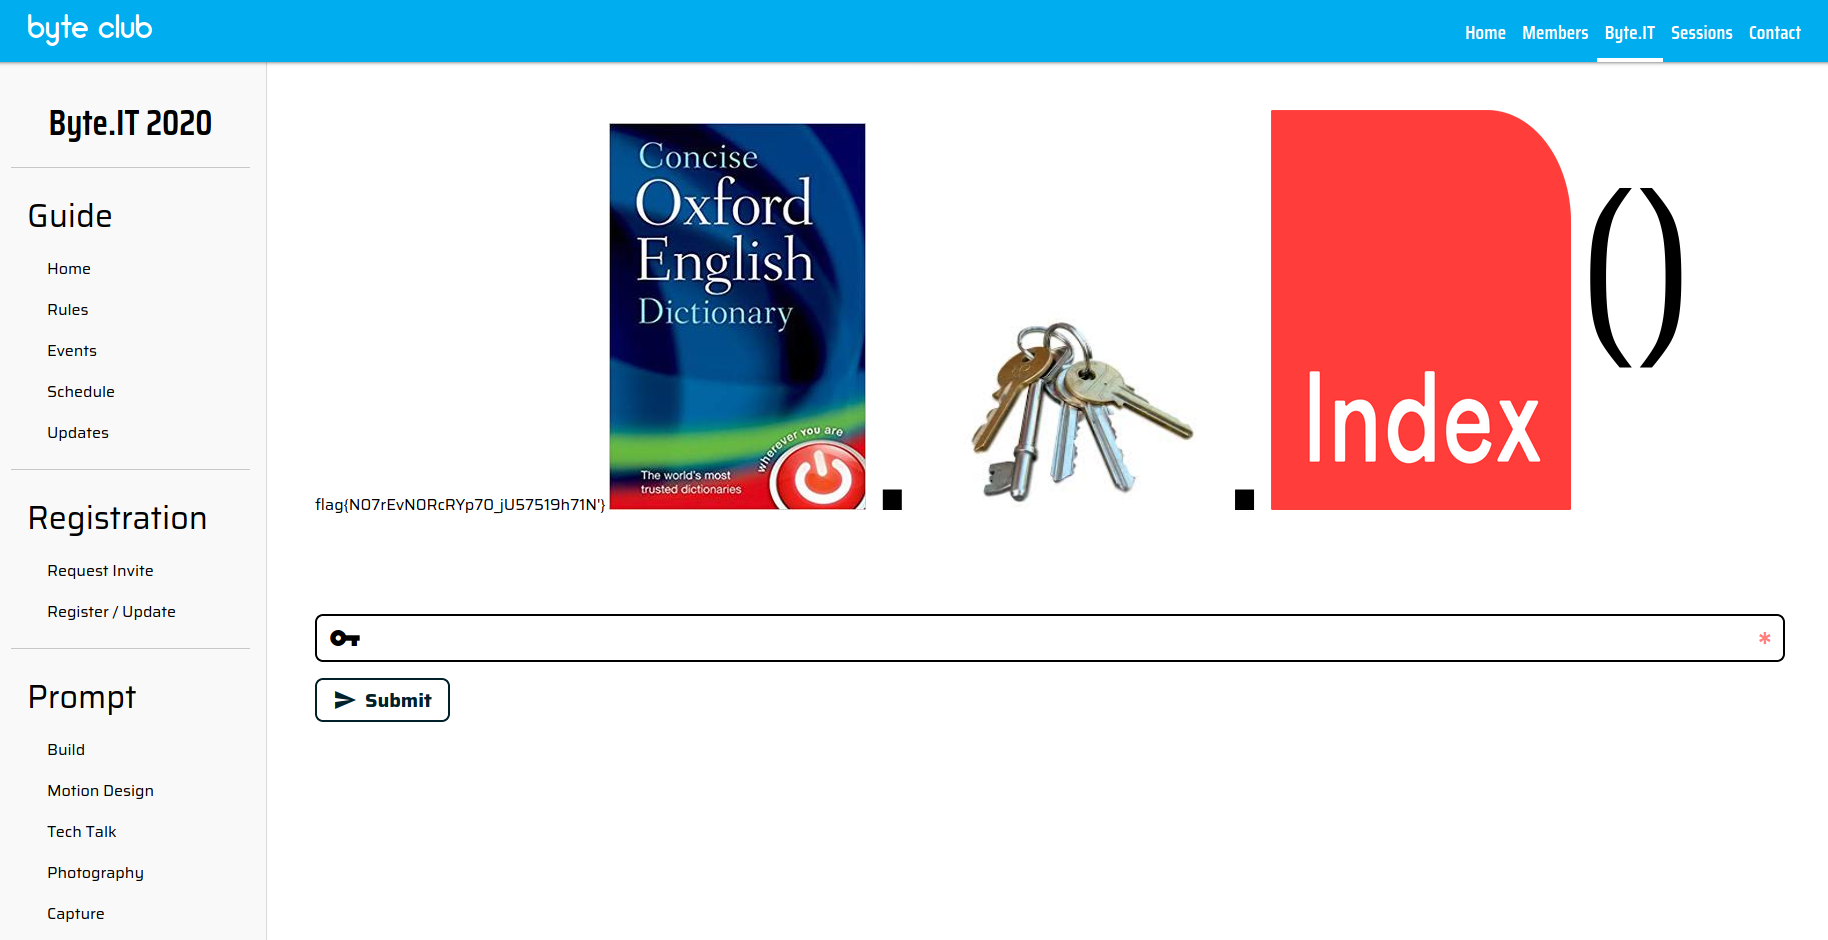 byte club
Home Members Byte.IT Sessions Contact
Byte.IT 2020
Guide
Home
Rules
Events
Schedule
Updates
Registration
Request Invite
Register / Update
Prompt
Build
Motion Design
Tech Talk
Photography
Capture
flag{NO7rEvN0RcRYp70_jU57519h71N'}
Concise
Oxford
English
Dictionary
wherever you are
The world's most
trusted dictionaries
.
.
Index
()
*
Submit